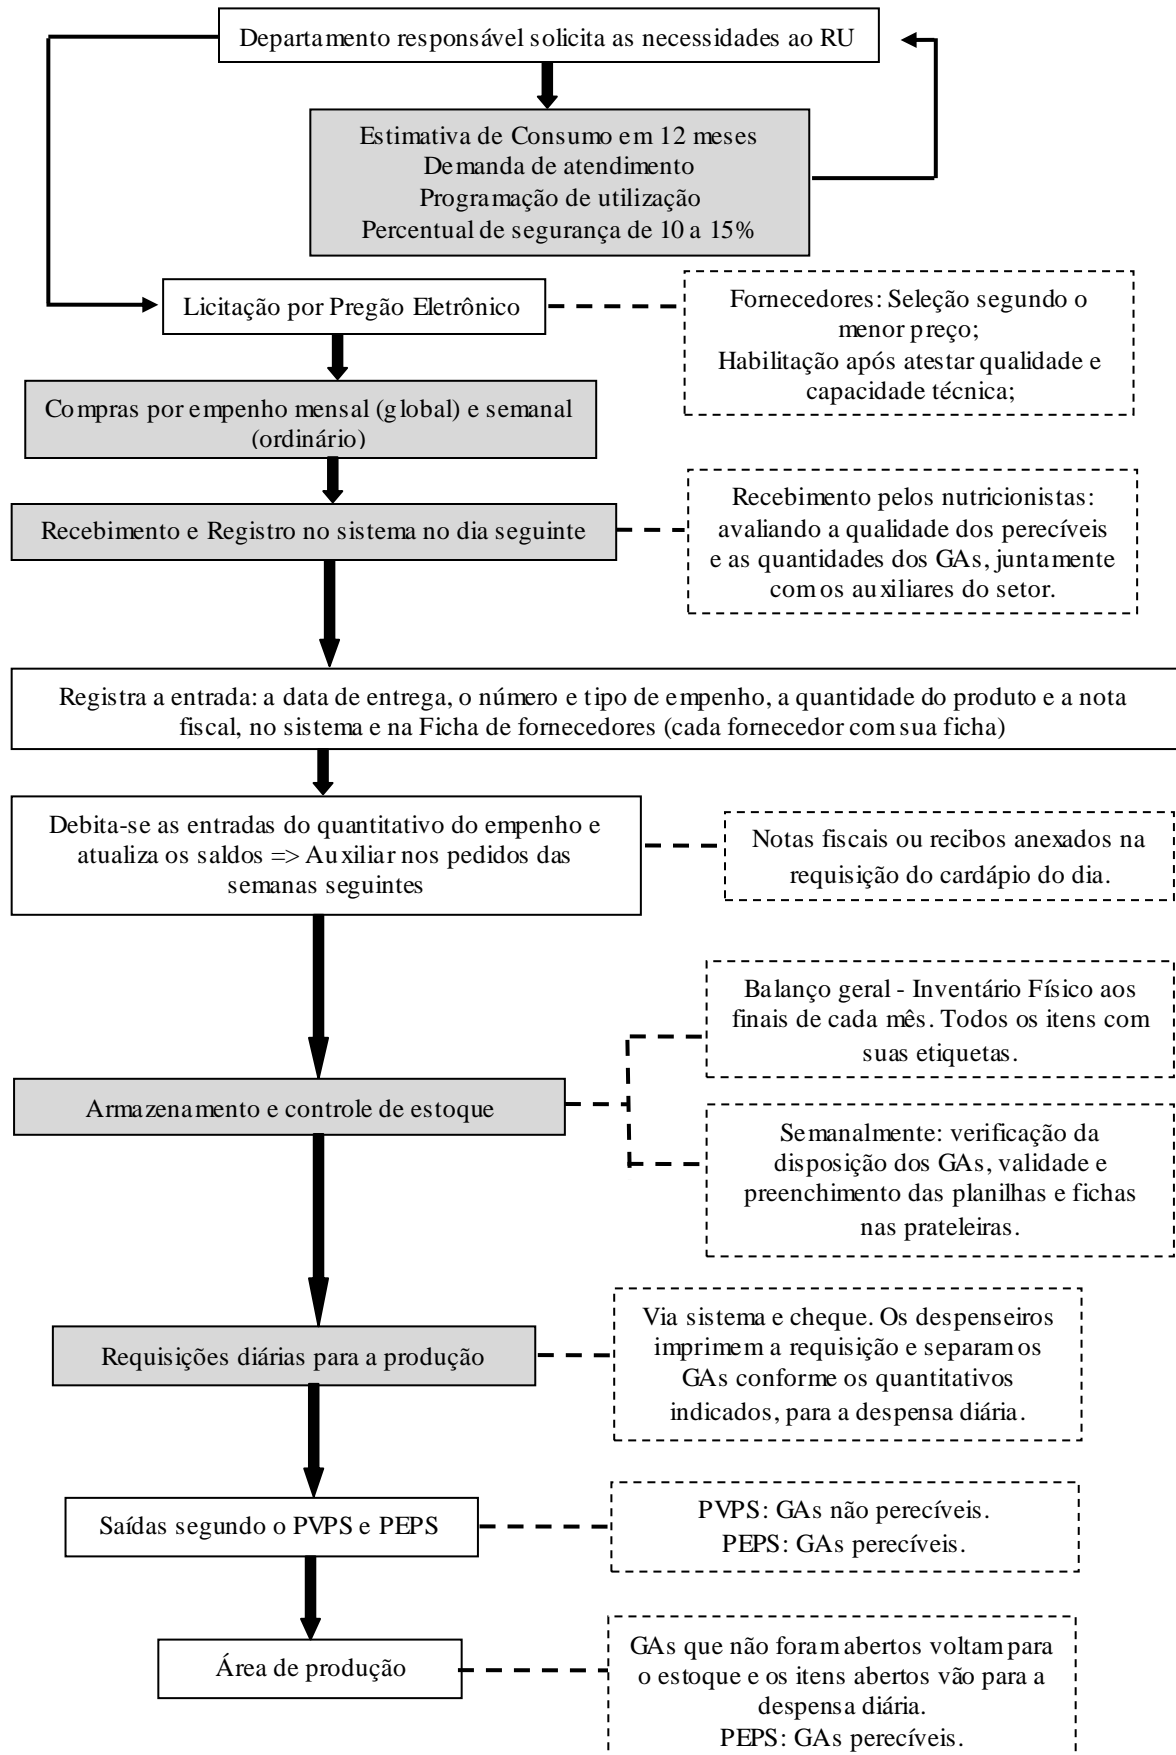 Departamento responsável solicita as necessidades ao RU
Estimativa de Consumo em 12 meses
Demanda de atendimento
Programação de utilização
Percentual de segurança de 10 a 15%
Licitação por Pregão Eletrônico
Fornecedores: Seleção segundo o
menor preço;
Habilitação após atestar qualidade e
capacidade técnica;
Compras por empenho mensal (global) e semanal
(ordinário)
Recebimento e Registro no sistema no dia seguinte
Recebimento pelos nutricionistas:
avaliando a qualidade dos perecíveis
e as quantidades dos GAs, juntamente
com os auxiliares do setor.
Registra a entrada: a data de entrega, o número e tipo de empenho, a quantidade do produto e a nota
fiscal, no sistema e na Ficha de fornecedores (cada fornecedor com sua ficha)
Debita-se as entradas do quantitativo do empenho e
atualiza os saldos => Auxiliar nos pedidos das
semanas seguintes
Notas fiscais ou recibos anexados na
requisição do cardápio do dia.
Balanço geral - Inventário Físico aos
finais de cada mês. Todos os itens com
suas etiquetas.
Armazenamento e controle de estoque
Semanalmente: verificação da
disposição dos GAs, validade e
preenchimento das planilhas e fichas
nas prateleiras.
Requisições diárias para a produção
Via sistema e cheque. Os despenseiros
imprimem a requisição e separam os
GAs conforme os quantitativos
indicados, para a despensa diária.
Saídas segundo o PVPS e PEPS
PVPS: GAs não perecíveis.
PEPS: GAs perecíveis.
Área de produção
GAs que não foram abertos voltam para
o estoque e os itens abertos vão para a
despensa diária.
PEPS: GAs perecíveis.